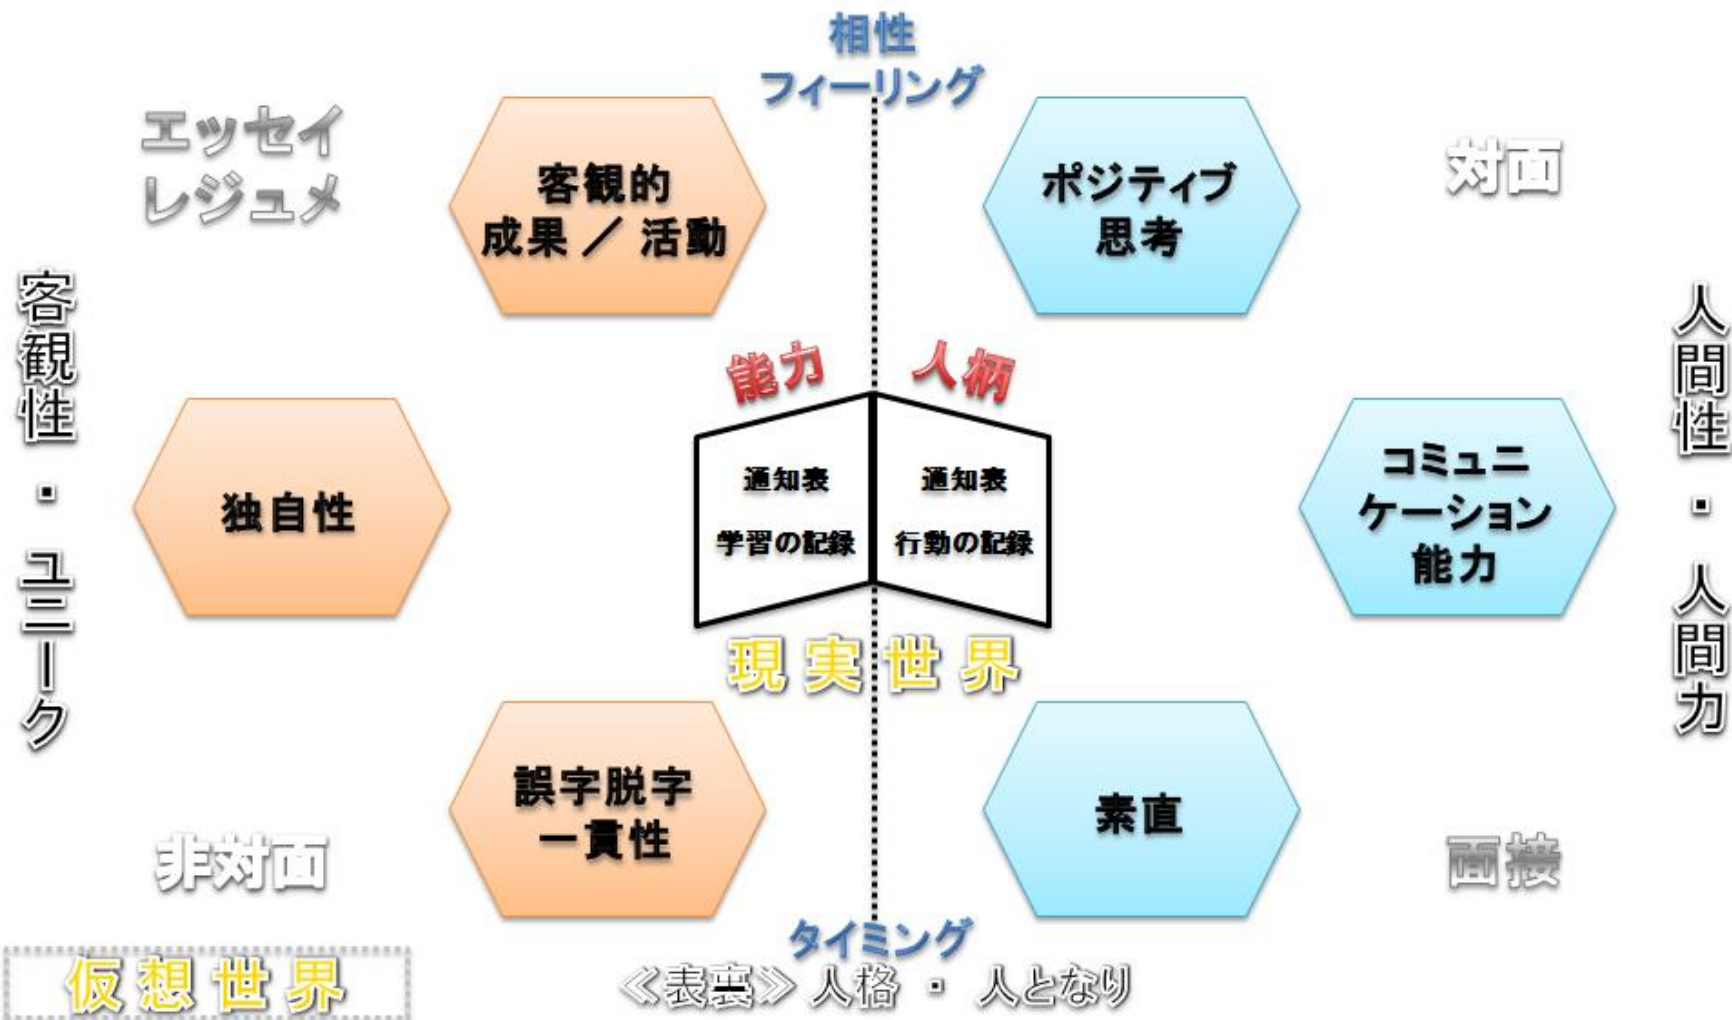 相性
フィーリング
エッセイ
レジュメ
客観的
成果 ／ 活動
ポジティブ
思考
対面
客観性 ・ ユニーク
人間性 ・ 人間力
能力
人柄
独自性
通知表
学習の記録
通知表
行動の記録
コミュニ
ケーション
能力
現実世界
誤字脱字
一貫性
素直
非対面
面接
タイミング
仮想世界
≪表裏≫ 人格 ・ 人となり